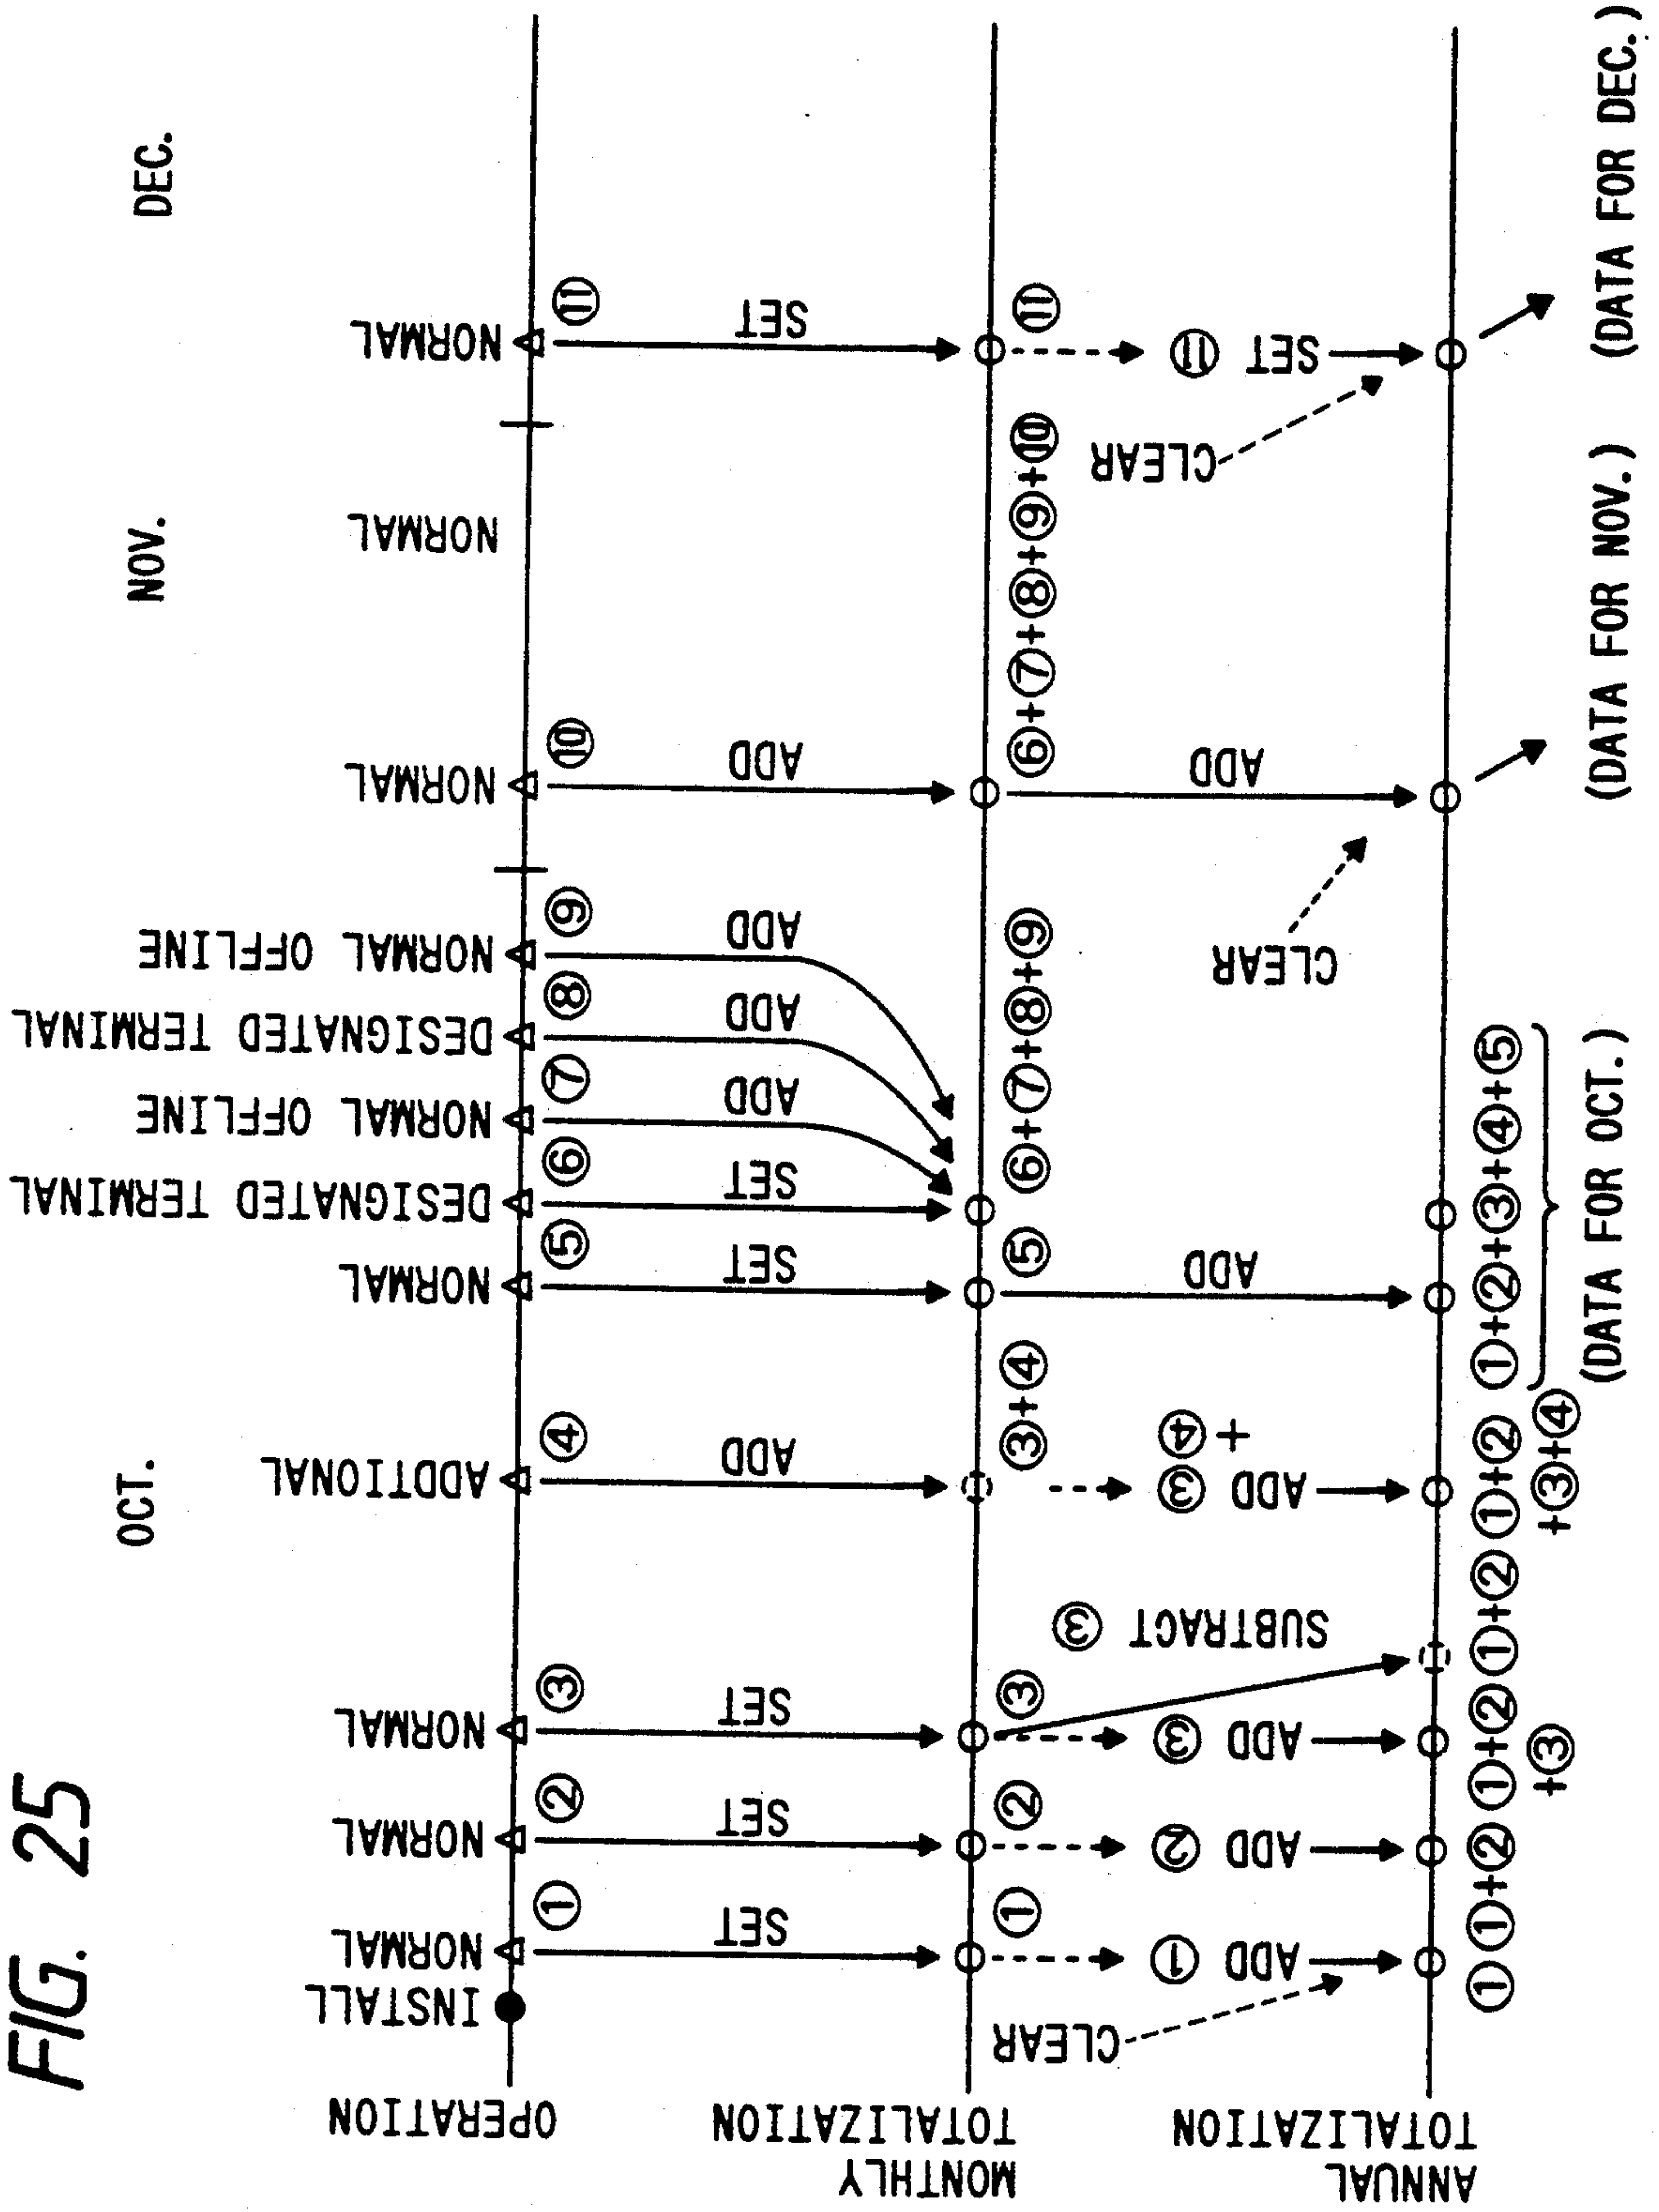 FIG. 25
OCT.
NOV.
DEC.
OPERATION
INSTALL
NORMAL
NORMAL
NORMAL
ADDTIONAL
NORMAL
DESIGNATED TERMINAL
NORMAL OFFLINE
DESIGNATED TERMINAL
NORMAL OFFLINE
NORMAL
NORMAL
NORMAL
①
②
③
④
⑤
⑥
⑦
⑧
⑨
⑩
⑪
SET
SET
SET
ADD
SET
SET
ADD
ADD
ADD
ADD
SET
MONTHLY
TOTALIZATION
①
②
③
③+④
⑤
⑥+⑦+⑧+⑨
⑥+⑦+⑧+⑨+⑩
⑪
CLEAR
ADD ①
ADD ②
ADD ③
SUBTRACT ③
ADD ③
+ ④
ADD
CLEAR
ADD
CLEAR
SET ⑪
ANNUAL
TOTALIZATION
①
①+②
①+②
+③
①+②
①+②
+③+④
①+②+③+④+⑤
(DATA FOR OCT.)
(DATA FOR NOV.)
(DATA FOR DEC.)